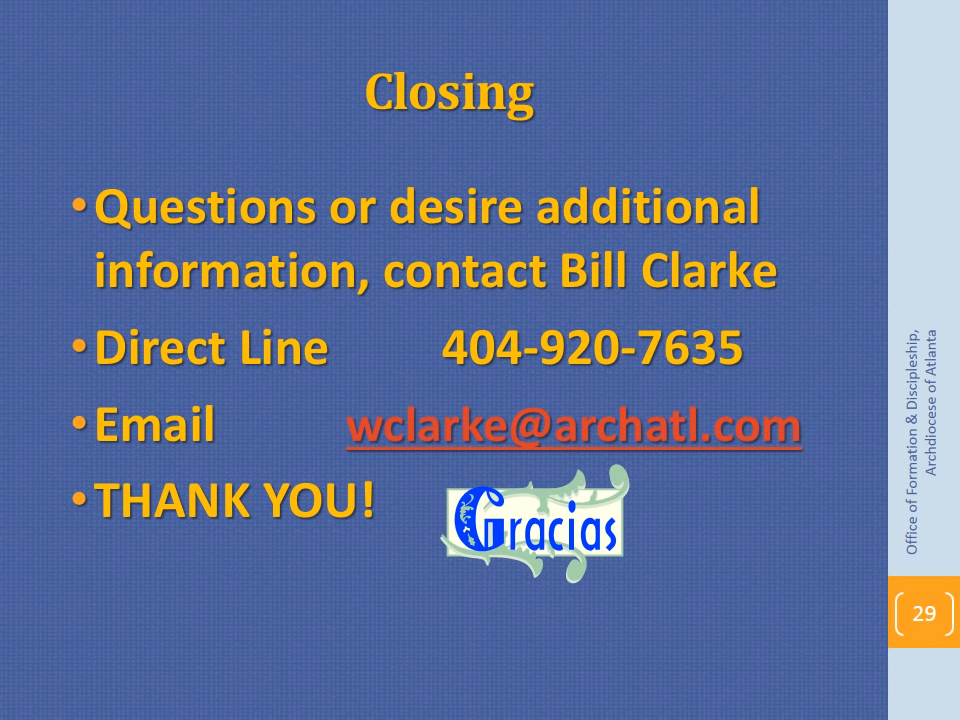 Closing
• Questions or desire additional
information, contact Bill Clarke
• Direct Line 404-920-7635
• Email wclarke@archatl.com
• THANK YOU!
Gracias
Office of Formation & Discipleship,
Archdiocese of Atlanta
29